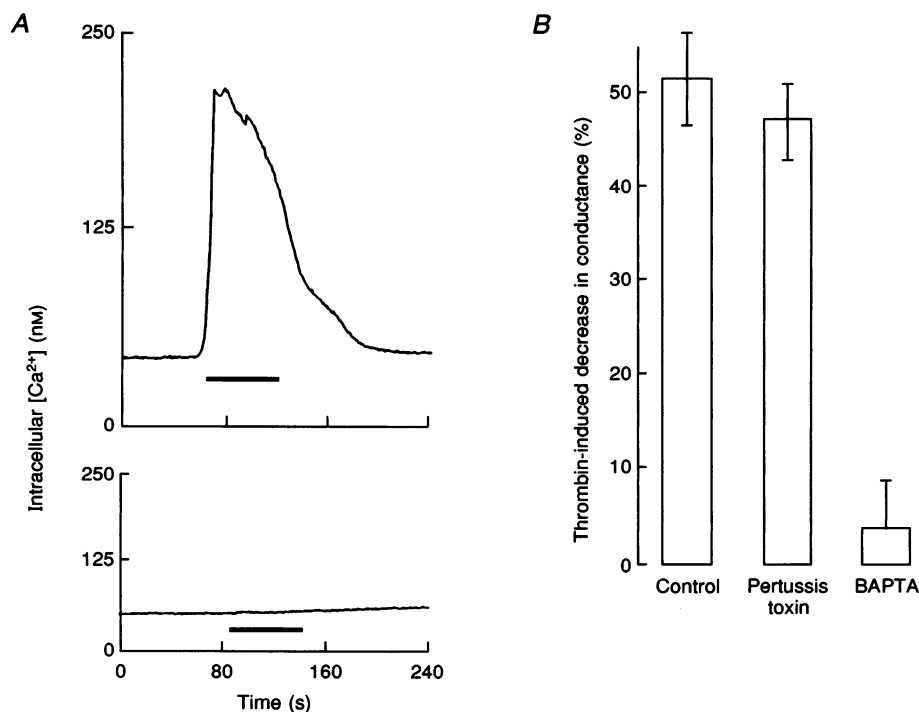 A
250
125
0
Intracellular [Ca²⁺] (nM)
250
125
0
0
80
160
240
Time (s)
B
Thrombin-induced decrease in conductance (%)
50
40
30
20
10
0
Control
Pertussis
toxin
BAPTA